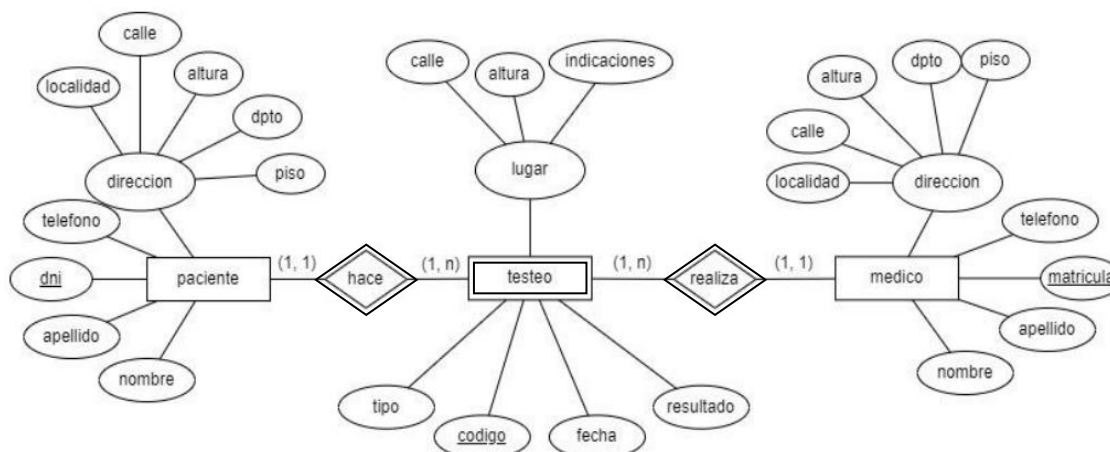 calle
localidad
altura
dpto
direccion
piso
telefono
dni
apellido
nombre
paciente
(1, 1)
hace
(1, n)
calle
altura
indicaciones
lugar
testeo
tipo
codigo
fecha
resultado
(1, n)
realiza
(1, 1)
altura
dpto
piso
calle
localidad
direccion
medico
telefono
matricula
apellido
nombre